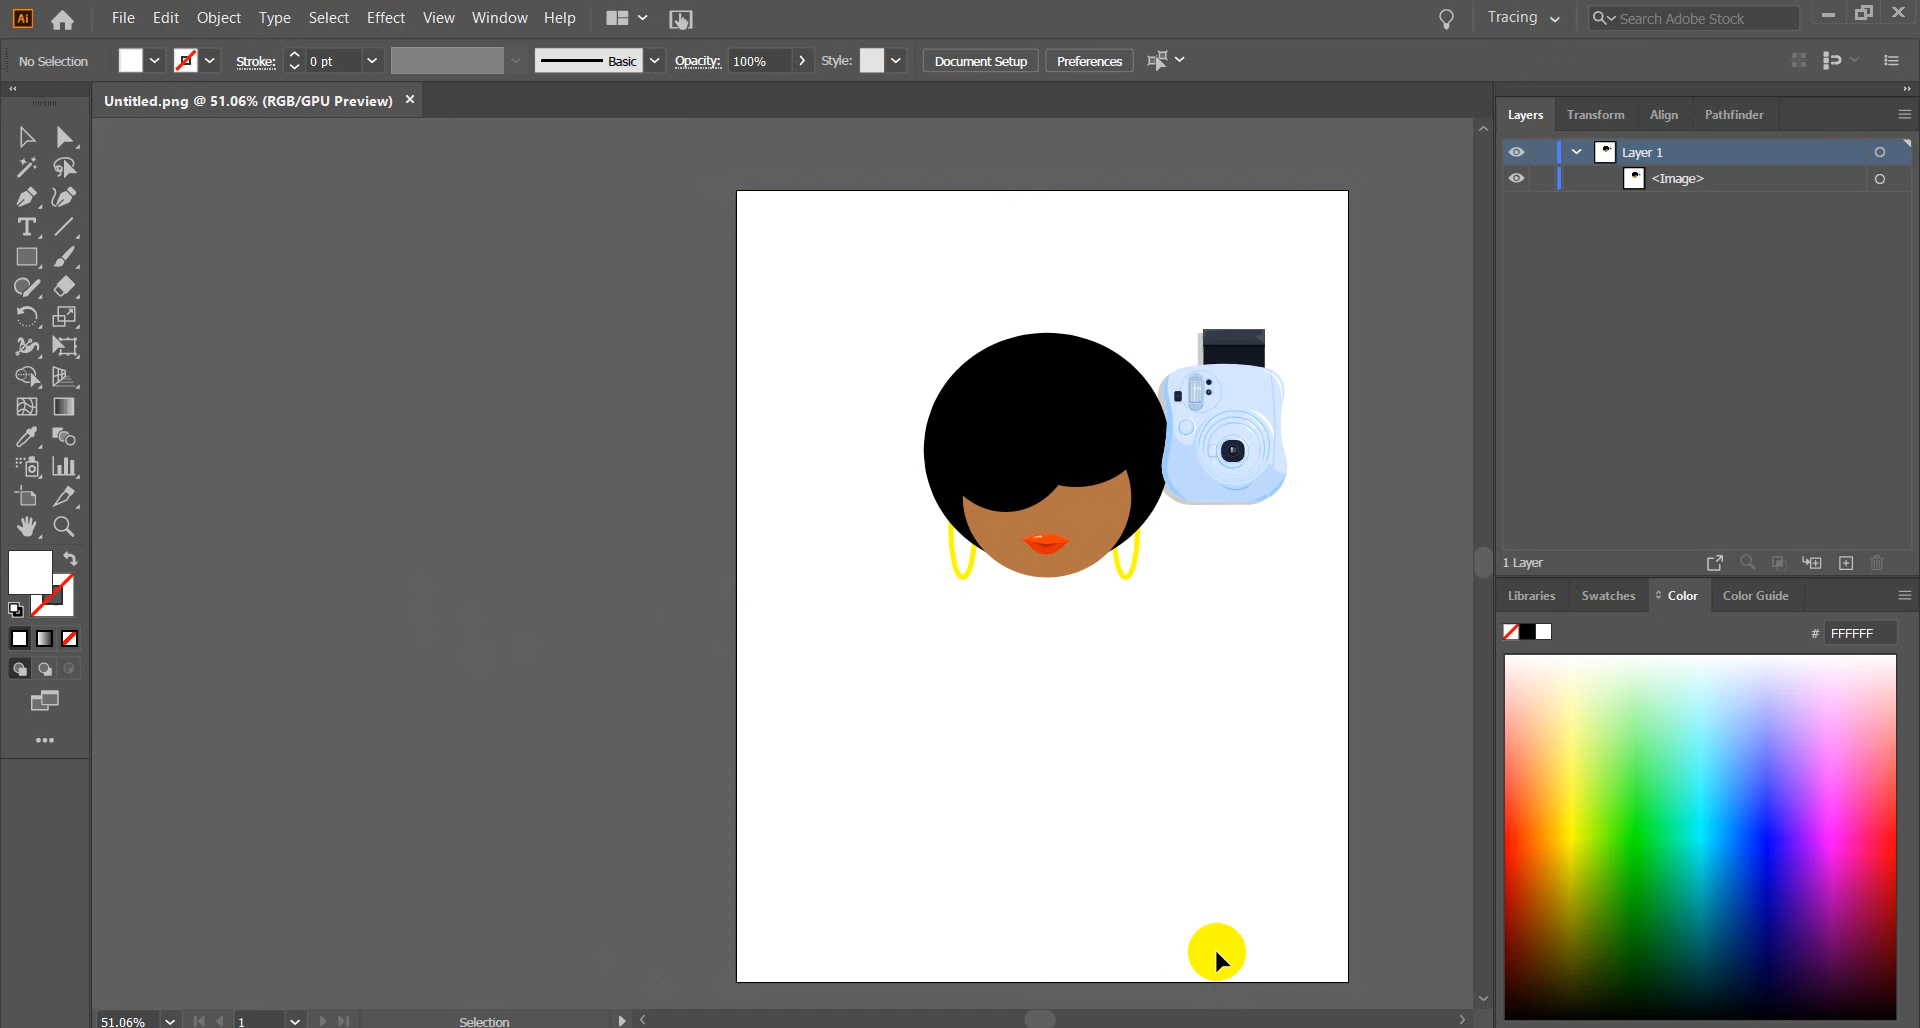 Ai File Edit Object Type Select Effect View Window Help Tracing Search Adobe Stock
No Selection Stroke: 0 pt Basic Opacity: 100% Style: Document Setup Preferences
Untitled.png @ 51.06% (RGB/GPU Preview)
Layers Transform Align Pathfinder
Layer 1
<Image>
1 Layer
Libraries Swatches Color Color Guide
# FFFFFF
51.06% 1 Selection